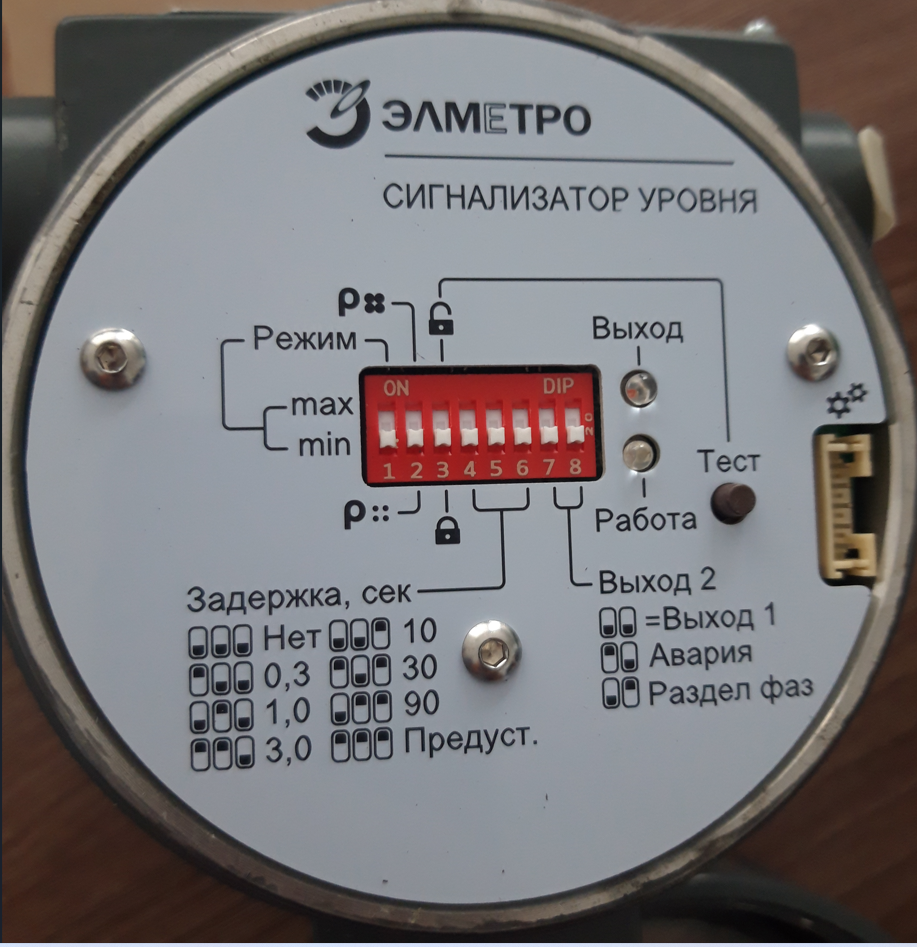 ЭЛМЕТРО
СИГНАЛИЗАТОР УРОВНЯ
ρ
Режим
Выход
max
min
ON DIP
1 2 3 4 5 6 7 8
ρ
Тест
Работа
Задержка, сек
Нет 10
0,3 30
1,0 90
3,0 Предуст.
Выход 2
=Выход 1
Авария
Раздел фаз